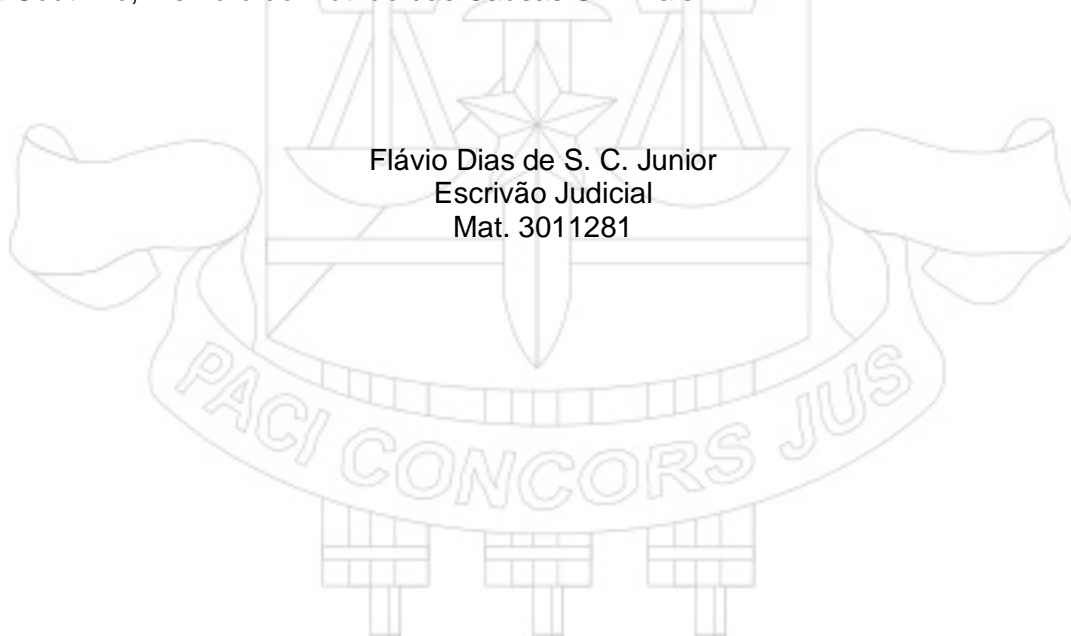 Flávio Dias de S. C. Junior
Escrivão Judicial
Mat. 3011281
PACI CONCORS JUS